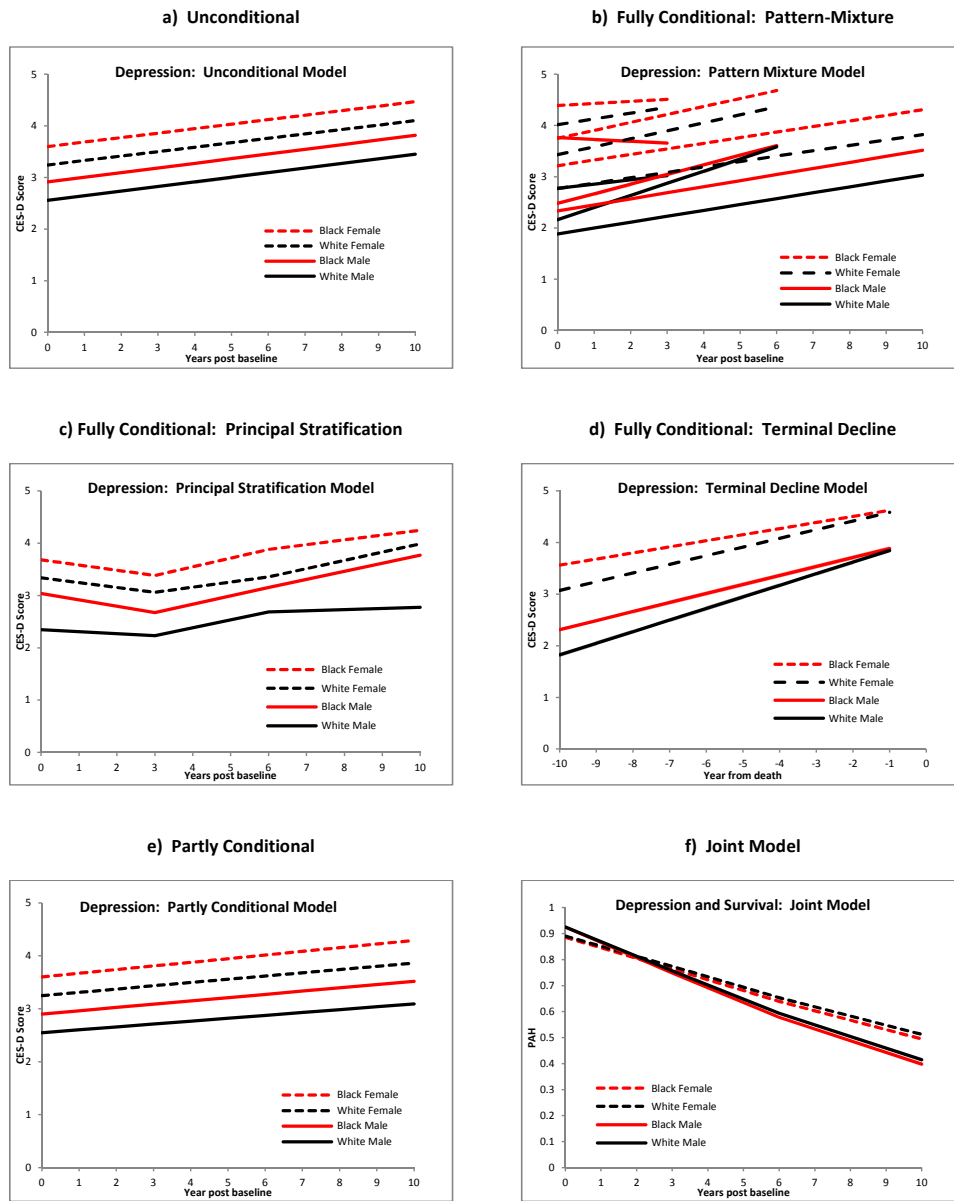 a) Unconditional
Depression: Unconditional Model
CES-D Score
5
4
3
2
1
0
Black Female
White Female
Black Male
White Male
0 1 2 3 4 5 6 7 8 9 10
Years post baseline
b) Fully Conditional: Pattern-Mixture
Depression: Pattern Mixture Model
CES-D Score
5
4
3
2
1
0
Black Female
White Female
Black Male
White Male
0 1 2 3 4 5 6 7 8 9 10
Year post baseline
c) Fully Conditional: Principal Stratification
Depression: Principal Stratification Model
CES-D Score
5
4
3
2
1
0
Black Female
White Female
Black Male
White Male
0 1 2 3 4 5 6 7 8 9 10
Years post baseline
d) Fully Conditional: Terminal Decline
Depression: Terminal Decline Model
CES-D Score
5
4
3
2
1
0
Black Female
White Female
Black Male
White Male
-10 -9 -8 -7 -6 -5 -4 -3 -2 -1 0
Year from death
e) Partly Conditional
Depression: Partly Conditional Model
CES-D Score
5
4
3
2
1
0
Black Female
White Female
Black Male
White Male
0 1 2 3 4 5 6 7 8 9 10
Years post baseline
f) Joint Model
Depression and Survival: Joint Model
PAH
1
0.9
0.8
0.7
0.6
0.5
0.4
0.3
0.2
0.1
0
Black Female
White Female
Black Male
White Male
0 1 2 3 4 5 6 7 8 9 10
Year post baseline